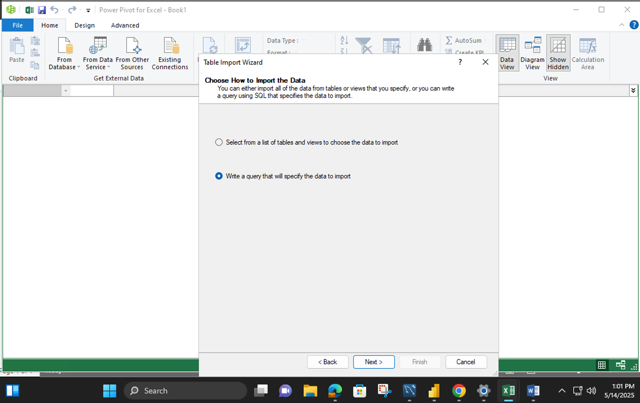 Power Pivot for Excel - Book1
File Home Design Advanced
Paste
From Database
From Data Service
From Other Sources
Existing Connections
Data Type :
Format :
AutoSum
Create KPI
Data View
Diagram View
Show Hidden
Calculation Area
Clipboard
Get External Data
View
Table Import Wizard
Choose How to Import the Data
You can either import all of the data from tables or views that you specify, or you can write
a query using SQL that specifies the data to import.
Select from a list of tables and views to choose the data to import
Write a query that will specify the data to import
< Back Next > Finish Cancel
Search
1:01 PM
5/14/2025